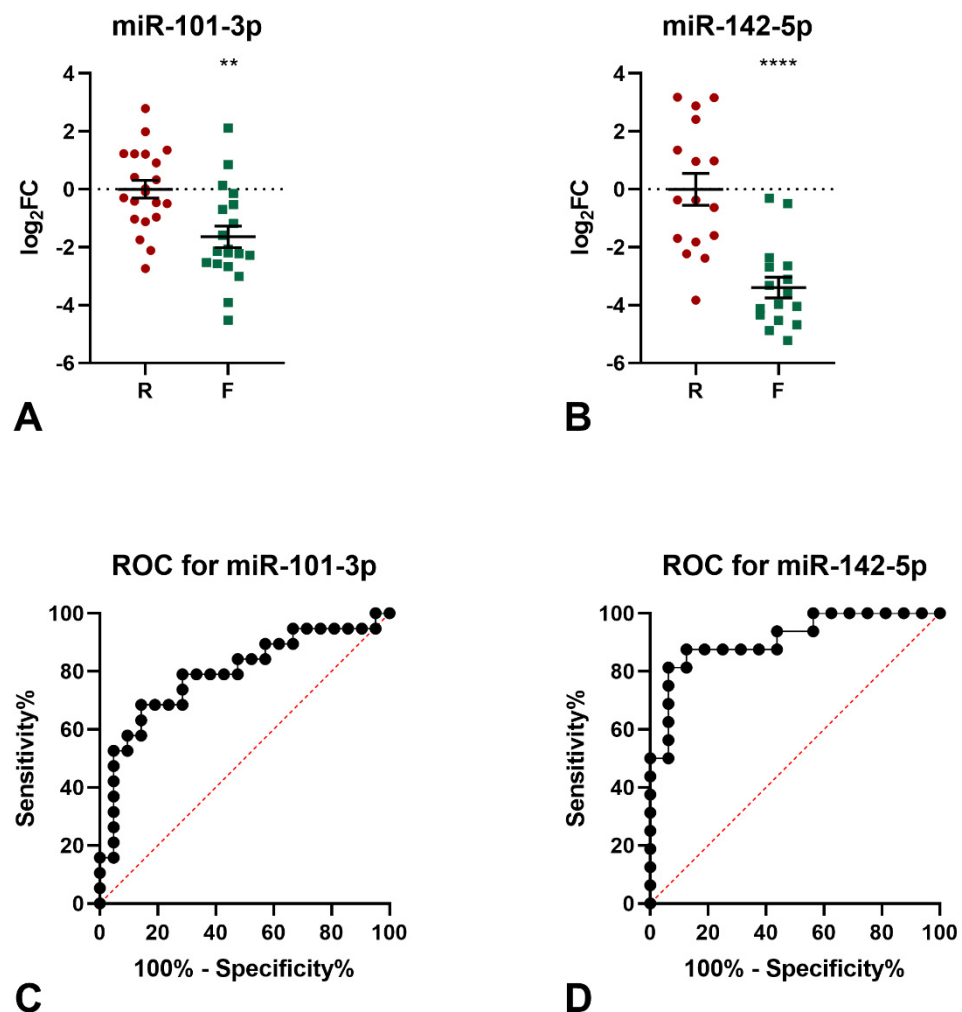 miR-101-3p
**
log₂FC
4
2
0
-2
-4
-6
R
F
A
miR-142-5p
****
log₂FC
4
2
0
-2
-4
-6
R
F
B
ROC for miR-101-3p
Sensitivity%
100
80
60
40
20
0
0 20 40 60 80 100
100% - Specificity%
C
ROC for miR-142-5p
Sensitivity%
100
80
60
40
20
0
0 20 40 60 80 100
100% - Specificity%
D